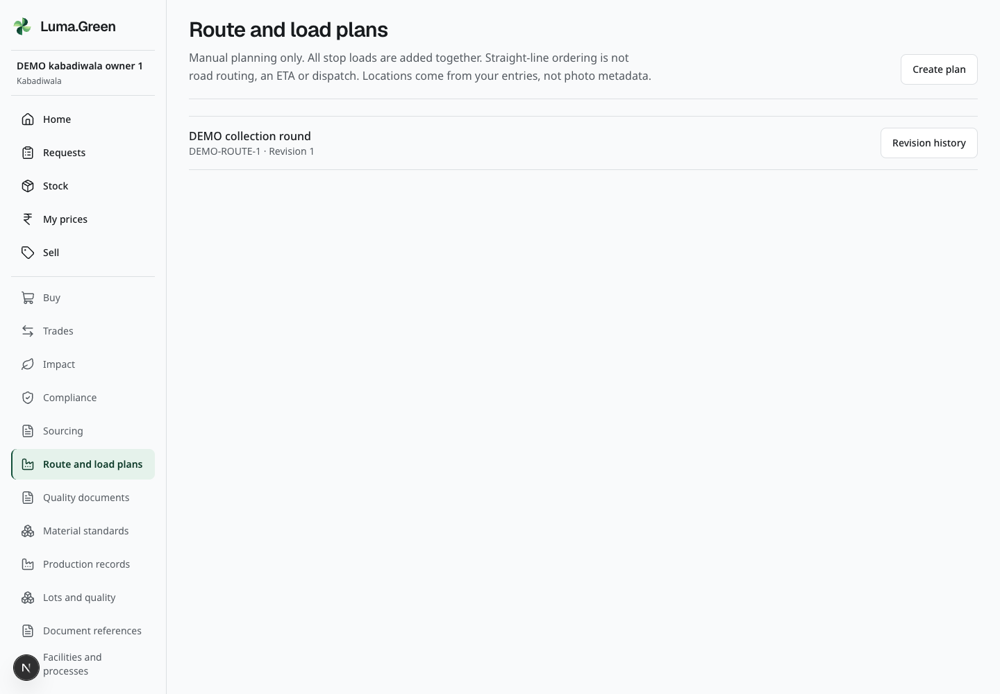 Luma.Green
DEMO kabadiwala owner 1
Kabadiwala
Home
Requests
Stock
My prices
Sell
Buy
Trades
Impact
Compliance
Sourcing
Route and load plans
Quality documents
Material standards
Production records
Lots and quality
Document references
Facilities and
processes
N
Route and load plans
Manual planning only. All stop loads are added together. Straight-line ordering is not
road routing, an ETA or dispatch. Locations come from your entries, not photo metadata.
Create plan
DEMO collection round
DEMO-ROUTE-1 · Revision 1
Revision history